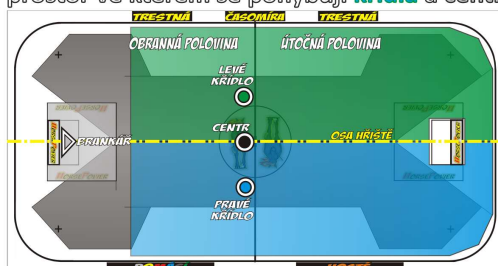 prostor ve kterém se pohybují křídla a centr
TRESTNÁ ČASOMÍRA TRESTNÁ
OBRANNÁ POLOVINA ÚTOČNÁ POLOVINA
LEVÉ
KŘÍDLO
CENTR
OSA HŘIŠTĚ
BRANKÁŘ
PRAVÉ
KŘÍDLO